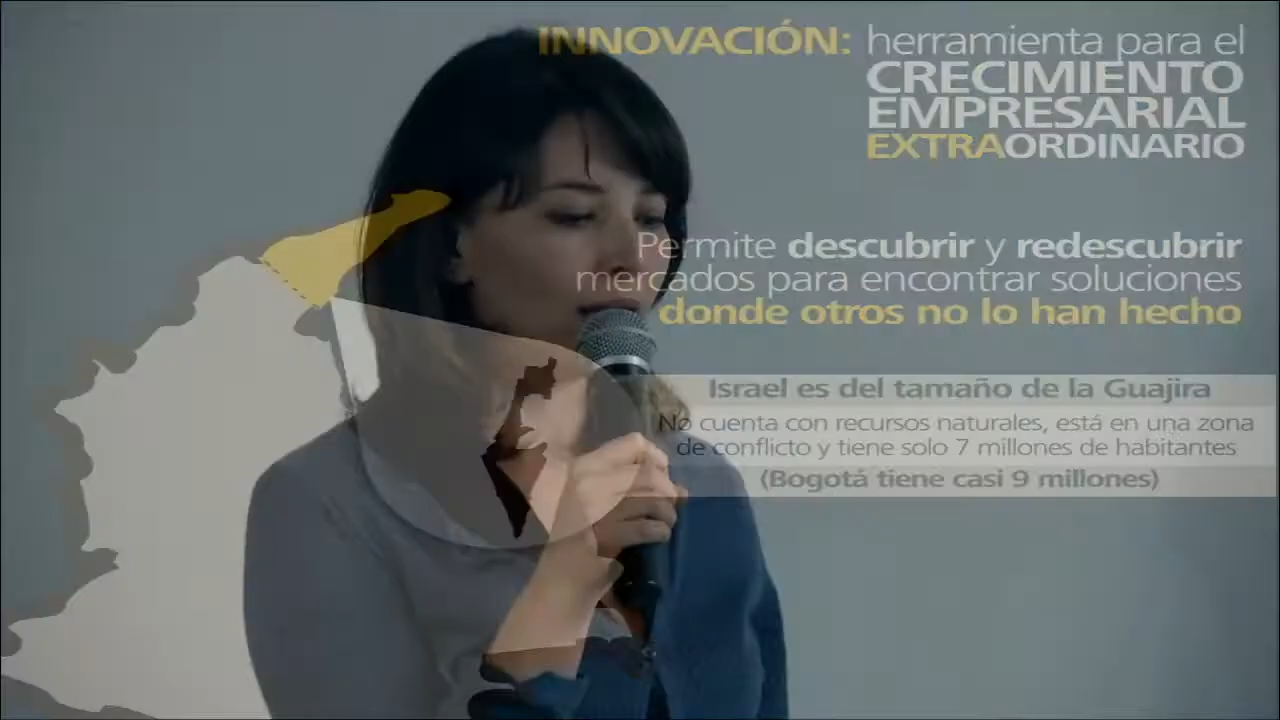 INNOVACIÓN: herramienta para el
CRECIMIENTO
EMPRESARIAL
EXTRAORDINARIO
Permite descubrir y redescubrir
mercados para encontrar soluciones
donde otros no lo han hecho
Israel es del tamaño de la Guajira
No cuenta con recursos naturales, está en una zona
de conflicto y tiene solo 7 millones de habitantes
(Bogotá tiene casi 9 millones)